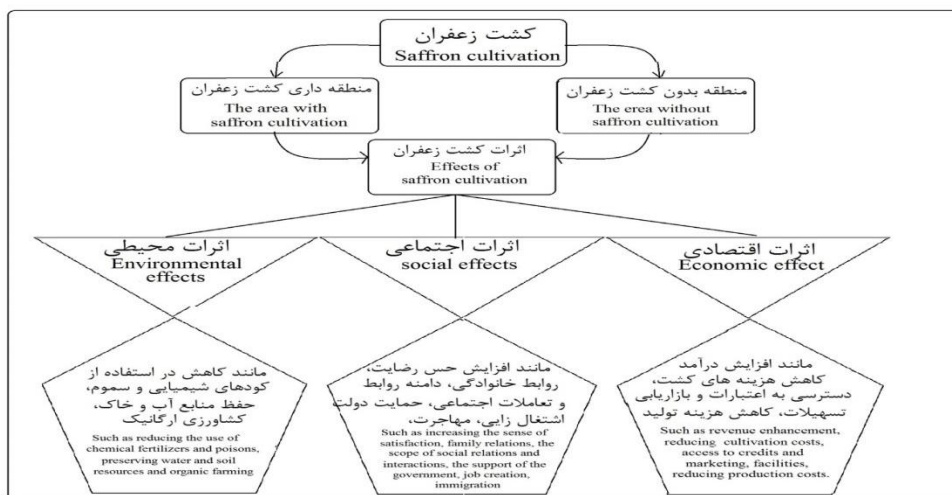 کشت زعفران
Saffron cultivation
منطقه داری کشت زعفران
The area with
saffron cultivation
منطقه بدون کشت زعفران
The erea without
saffron cultivation
اثرات کشت زعفران
Effects of
saffron cultivation
اثرات محیطی
Environmental
effects
اثرات اجتماعی
social effects
اثرات اقتصادی
Economic effect
مانند کاهش در استفاده از
کودهای شیمیایی و سموم،
حفظ منابع آب و خاک،
کشاورزی ارگانیک
Such as reducing the use of
chemical fertilizers and poisons,
preserving water and soil
resources and organic farming
مانند افزایش حس رضایت،
روابط خانوادگی، دامنه روابط
و تعاملات اجتماعی، حمایت دولت
اشتغال زایی، مهاجرت،
Such as increasing the sense of
satisfaction, family relations, the
scope of social relations and
interactions, the support of the
government, job creation,
immigration
مانند افزایش درآمد
کاهش هزینه های کشت،
دسترسی به اعتبارات و بازاریابی
تسهیلات، کاهش هزینه تولید
Such as revenue enhancement,
reducing cultivation costs,
access to credits and
marketing, facilities,
reducing production costs.